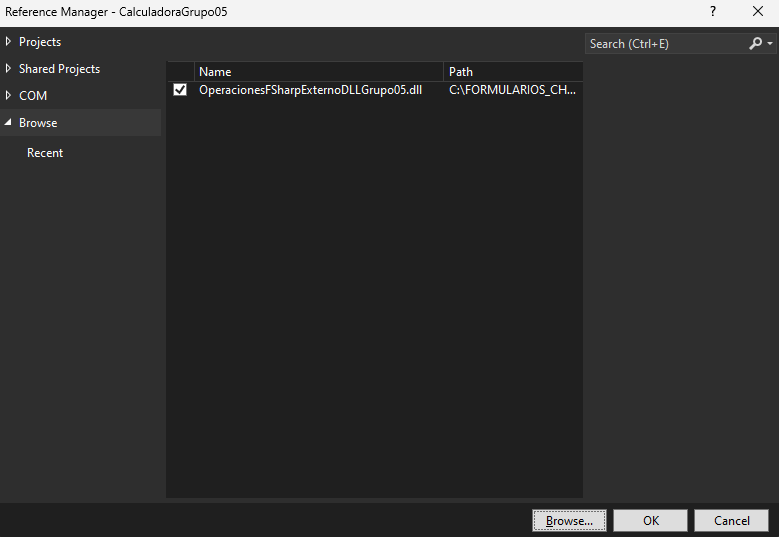 Reference Manager - CalculadoraGrupo05
? 
Projects
Shared Projects
COM
Browse
Recent
Name Path
OperacionesFSharpExternoDLLGrupo05.dll C:\FORMULARIOS_CH...
Search (Ctrl+E)
Browse... OK Cancel